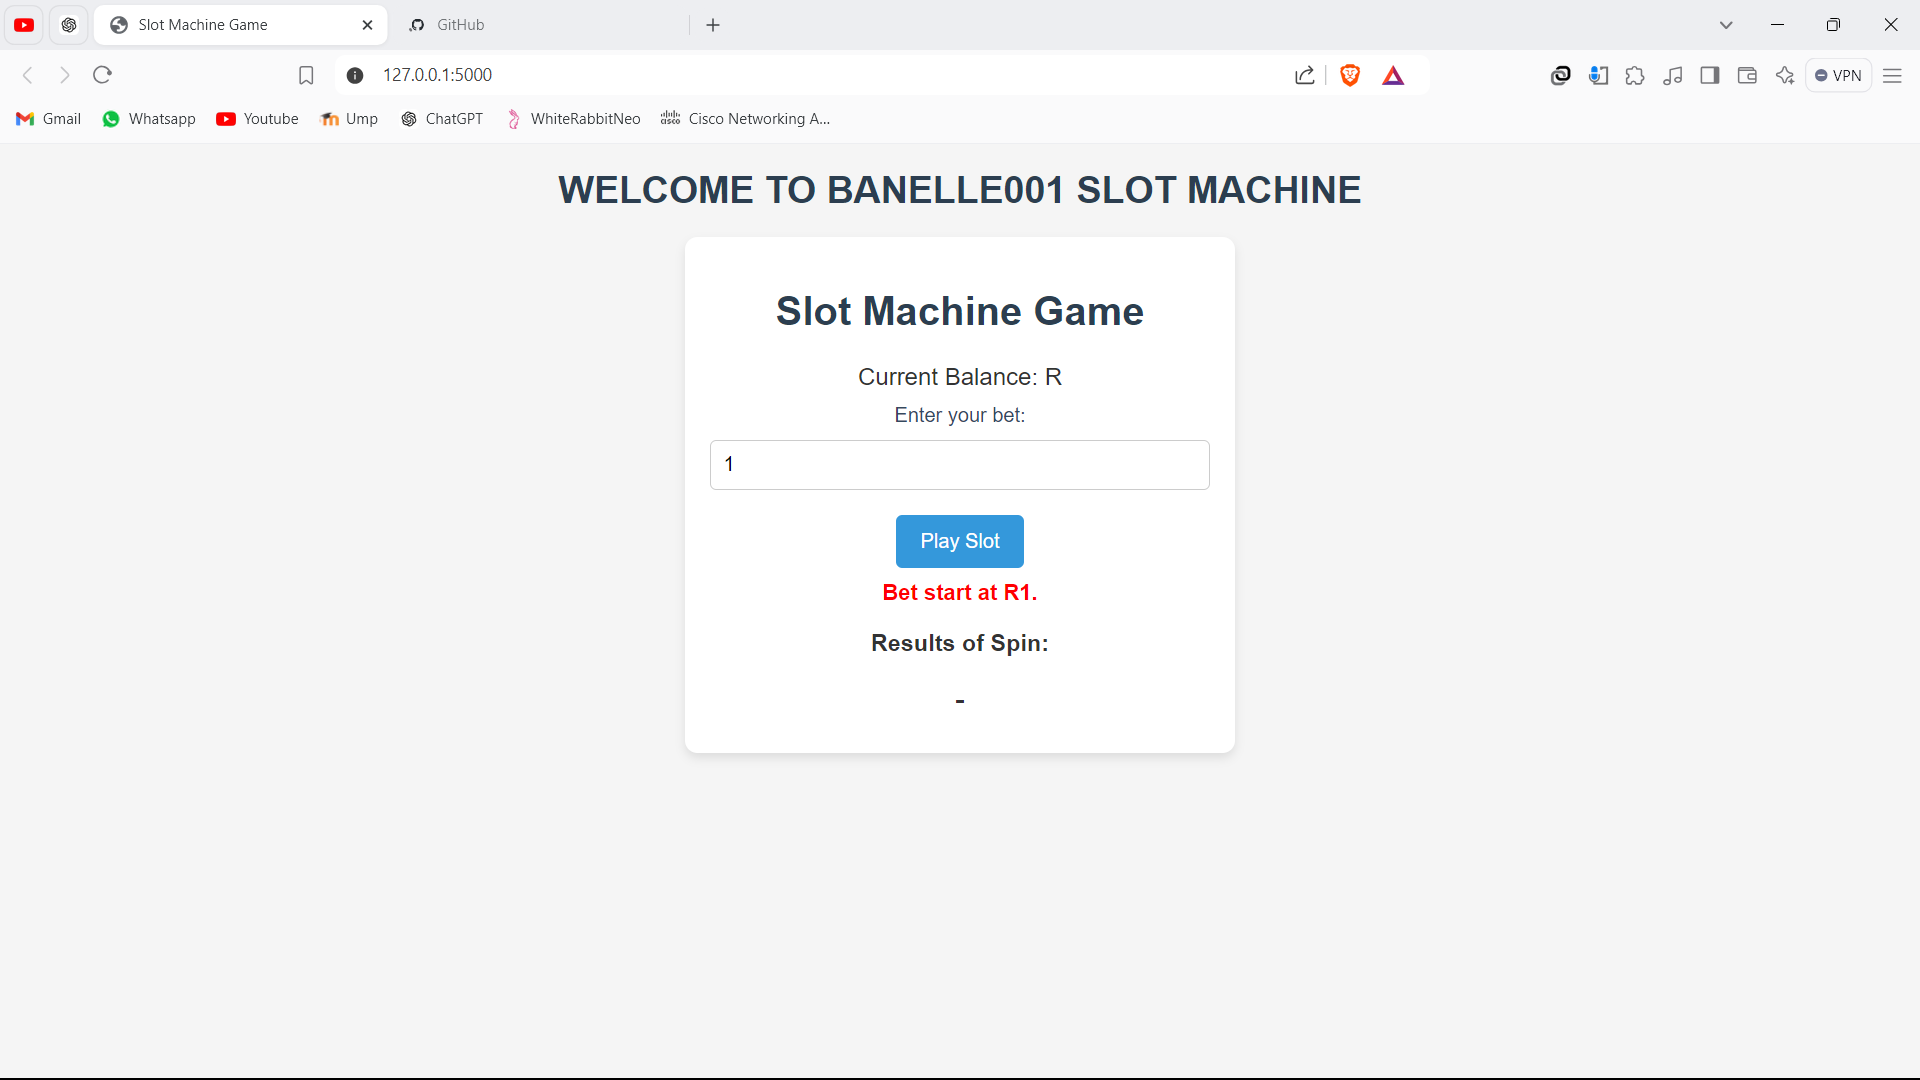 Slot Machine Game
GitHub
127.0.0.1:5000
VPN
Gmail
Whatsapp
Youtube
Ump
ChatGPT
WhiteRabbitNeo
Cisco Networking A...
WELCOME TO BANELLE001 SLOT MACHINE
Slot Machine Game
Current Balance: R
Enter your bet:
1
Play Slot
Bet start at R1.
Results of Spin:
-